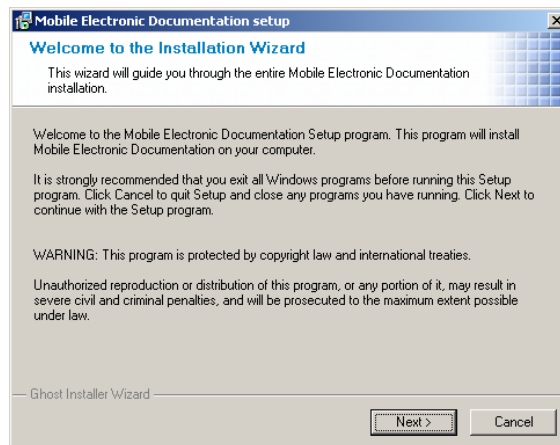 Mobile Electronic Documentation setup
Welcome to the Installation Wizard
This wizard will guide you through the entire Mobile Electronic Documentation
installation.
Welcome to the Mobile Electronic Documentation Setup program. This program will install
Mobile Electronic Documentation on your computer.
It is strongly recommended that you exit all Windows programs before running this Setup
program. Click Cancel to quit Setup and close any programs you have running. Click Next to
continue with the Setup program.
WARNING: This program is protected by copyright law and international treaties.
Unauthorized reproduction or distribution of this program, or any portion of it, may result in
severe civil and criminal penalties, and will be prosecuted to the maximum extent possible
under law.
Ghost Installer Wizard
Next >
Cancel